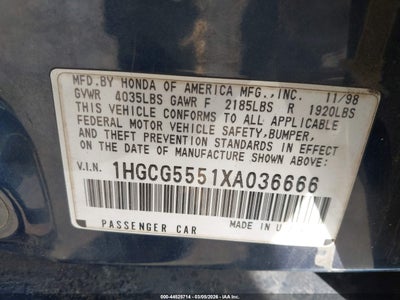 MFD.BY HONDA OF AMERICA MFG.,INC. 11/98
GVWR 4035LBS GAWR F 2185LBS R 1920LBS
THIS VEHICLE CONFORMS TO ALL APPLICABLE
FEDERAL MOTOR VEHICLE SAFETY,BUMPER,
AND THEFT PREVENTION STANDARDS IN EFFECT
ON THE DATE OF MANUFACTURE SHOWN ABOVE.
V.I.N. 1HGCG5551XA036666
PASSENGER CAR MADE IN
000-44528714 - 03/05/2026 - IAA Inc.